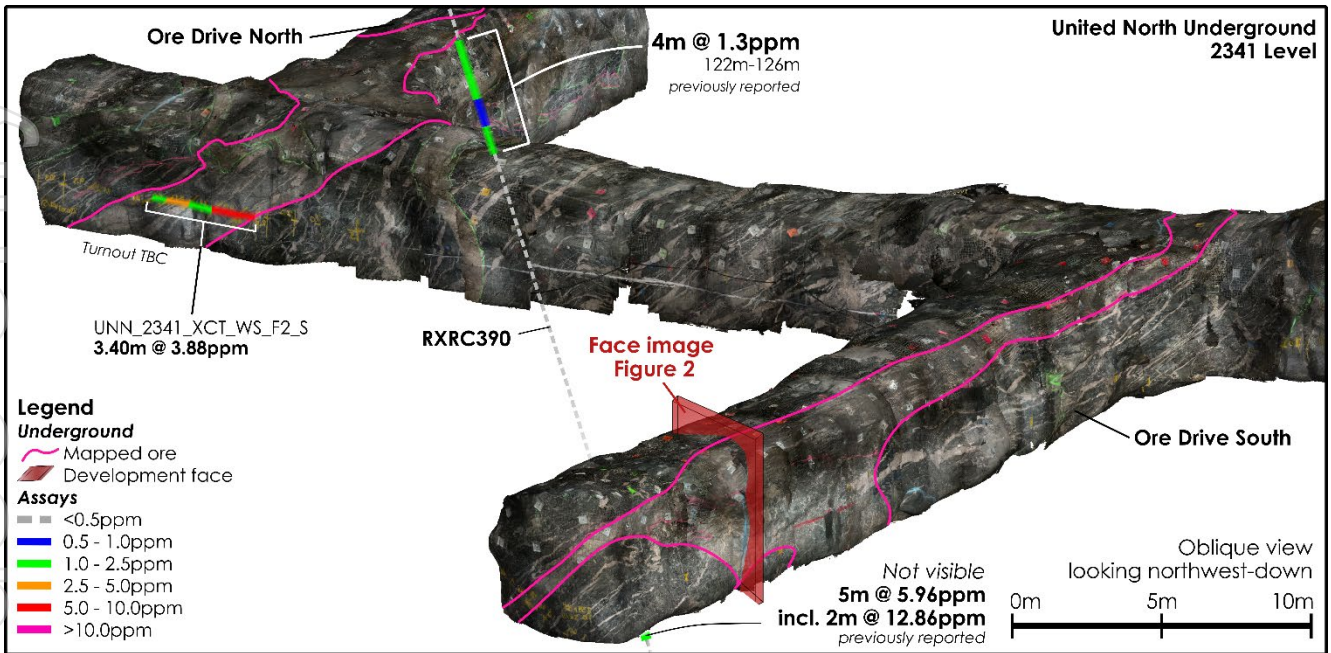 United North Underground
2341 Level
Ore Drive North
4m @ 1.3ppm
122m-126m
previously reported
Turnout TBC
UNN_2341_XCT_WS_F2_S
3.40m @ 3.88ppm
RXRC390
Face image
Figure 2
Ore Drive South
Legend
Underground
Mapped ore
Development face
Assays
<0.5ppm
0.5 - 1.0ppm
1.0 - 2.5ppm
2.5 - 5.0ppm
5.0 - 10.0ppm
>10.0ppm
Not visible
5m @ 5.96ppm
incl. 2m @ 12.86ppm
previously reported
Oblique view
looking northwest-down
0m 5m 10m